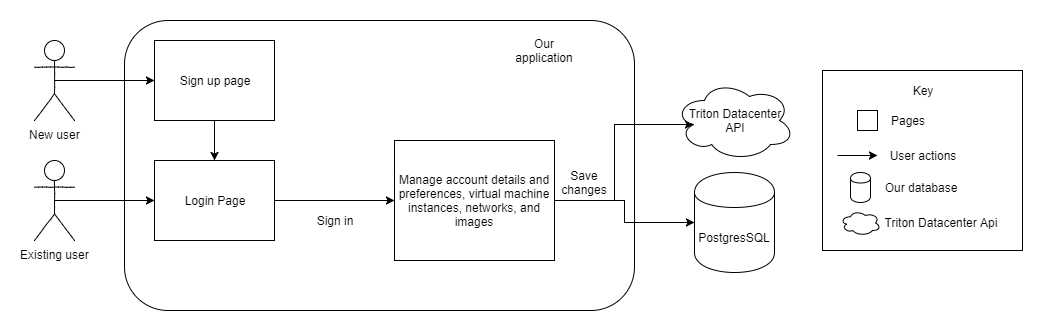 Our
application
Sign up page
New user
Login Page
Existing user
Sign in
Manage account details and
preferences, virtual machine
instances, networks, and
images
Save
changes
Triton Datacenter
API
PostgresSQL
Key
Pages
User actions
Our database
Triton Datacenter Api